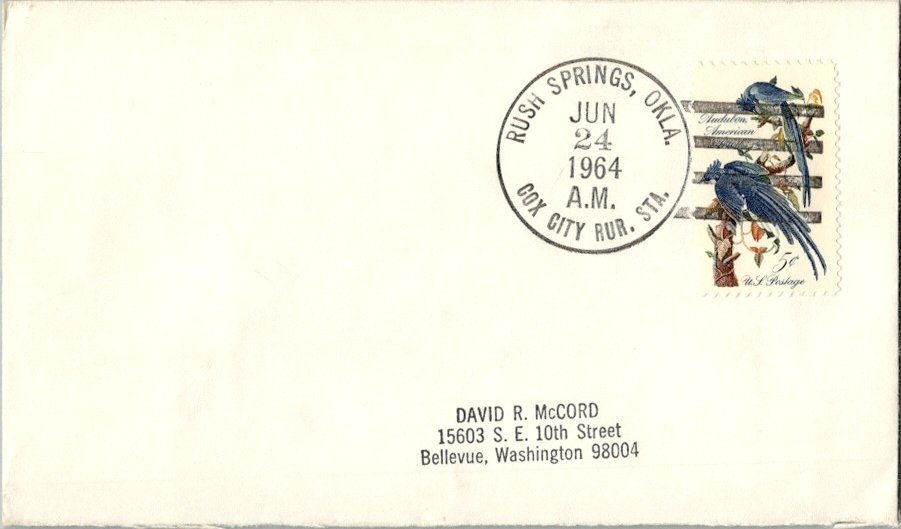 RUSH SPRINGS, OKLA.
JUN
24
1964
A.M.
COX CITY RUR. STA.
Audubon
American
5¢
U.S. Postage
DAVID R. McCORD
15603 S. E. 10th Street
Bellevue, Washington 98004